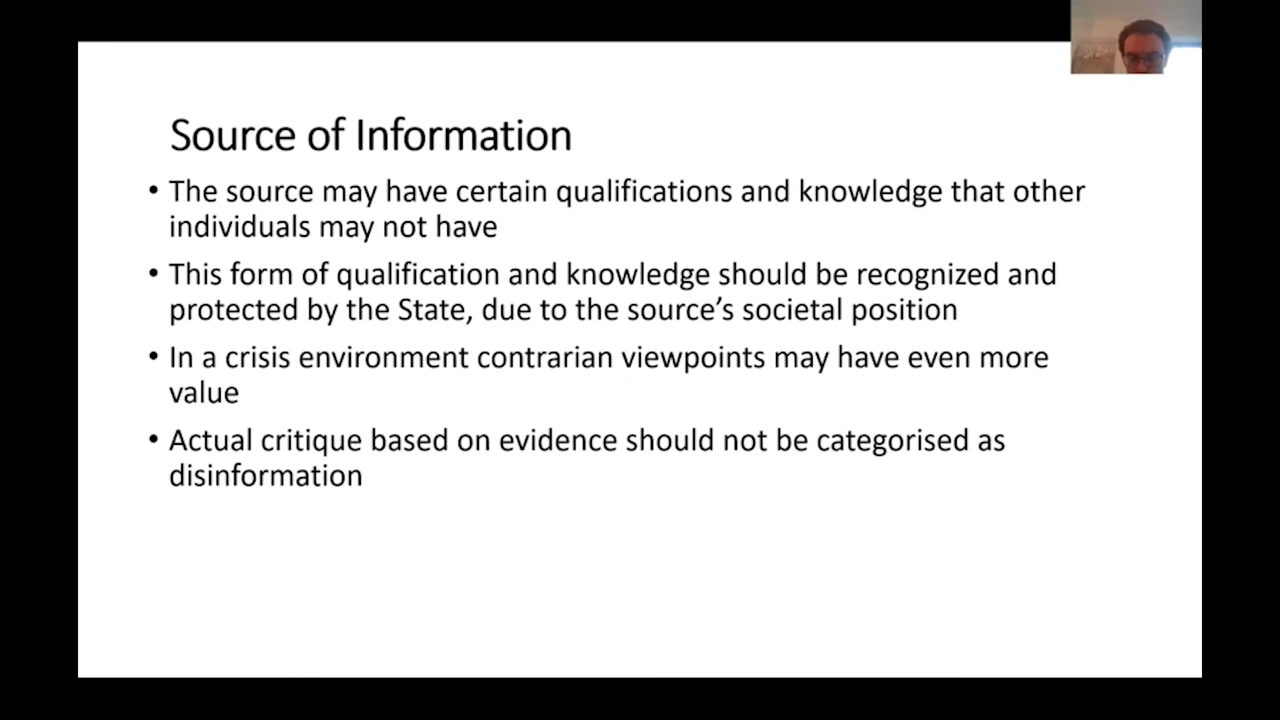 Source of Information
• The source may have certain qualifications and knowledge that other
individuals may not have
• This form of qualification and knowledge should be recognized and
protected by the State, due to the source’s societal position
• In a crisis environment contrarian viewpoints may have even more
value
• Actual critique based on evidence should not be categorised as
disinformation